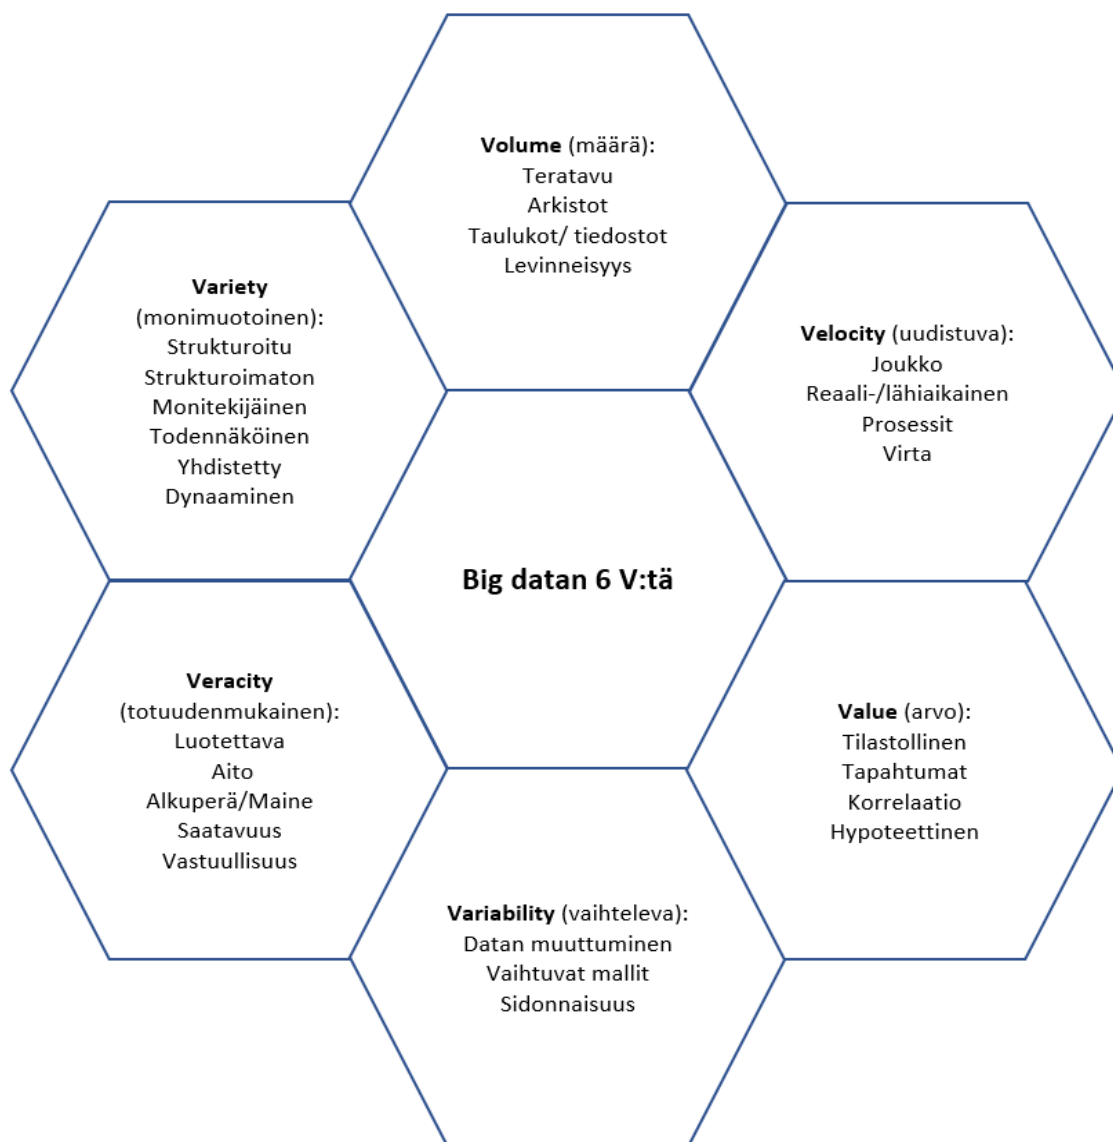 Volume (määrä):
Teratavu
Arkistot
Taulukot/ tiedostot
Levinneisyys
Variety
(monimuotoinen):
Strukturoitu
Strukturoimaton
Monitekijäinen
Todennäköinen
Yhdistetty
Dynaaminen
Velocity (uudistuva):
Joukko
Reaali-/lähiaikainen
Prosessit
Virta
Big datan 6 V:tä
Veracity
(totuudenmukainen):
Luotettava
Aito
Alkuperä/Maine
Saatavuus
Vastuullisuus
Value (arvo):
Tilastollinen
Tapahtumat
Korrelaatio
Hypoteettinen
Variability (vaihteleva):
Datan muuttuminen
Vaihtuvat mallit
Sidonnaisuus